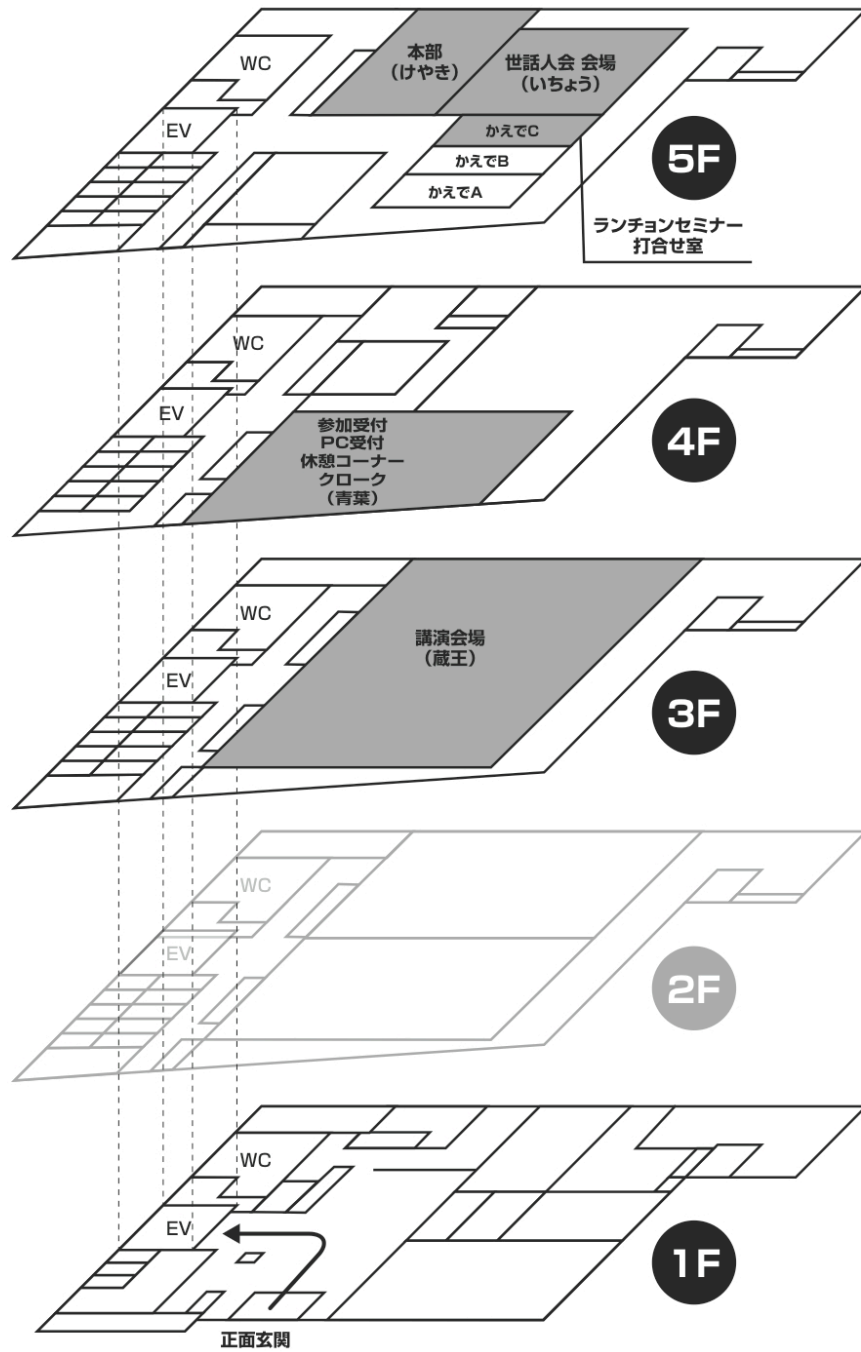 WC
本部
(けやき)
世話人会 会場
(いちょう)
EV
かえでC
かえでB
かえでA
5F
ランチョンセミナー
打合せ室
WC
EV
参加受付
PC受付
休憩コーナー
クローク
(青葉)
4F
WC
講演会場
(蔵王)
EV
3F
WC
EV
2F
WC
EV
1F
正面玄関